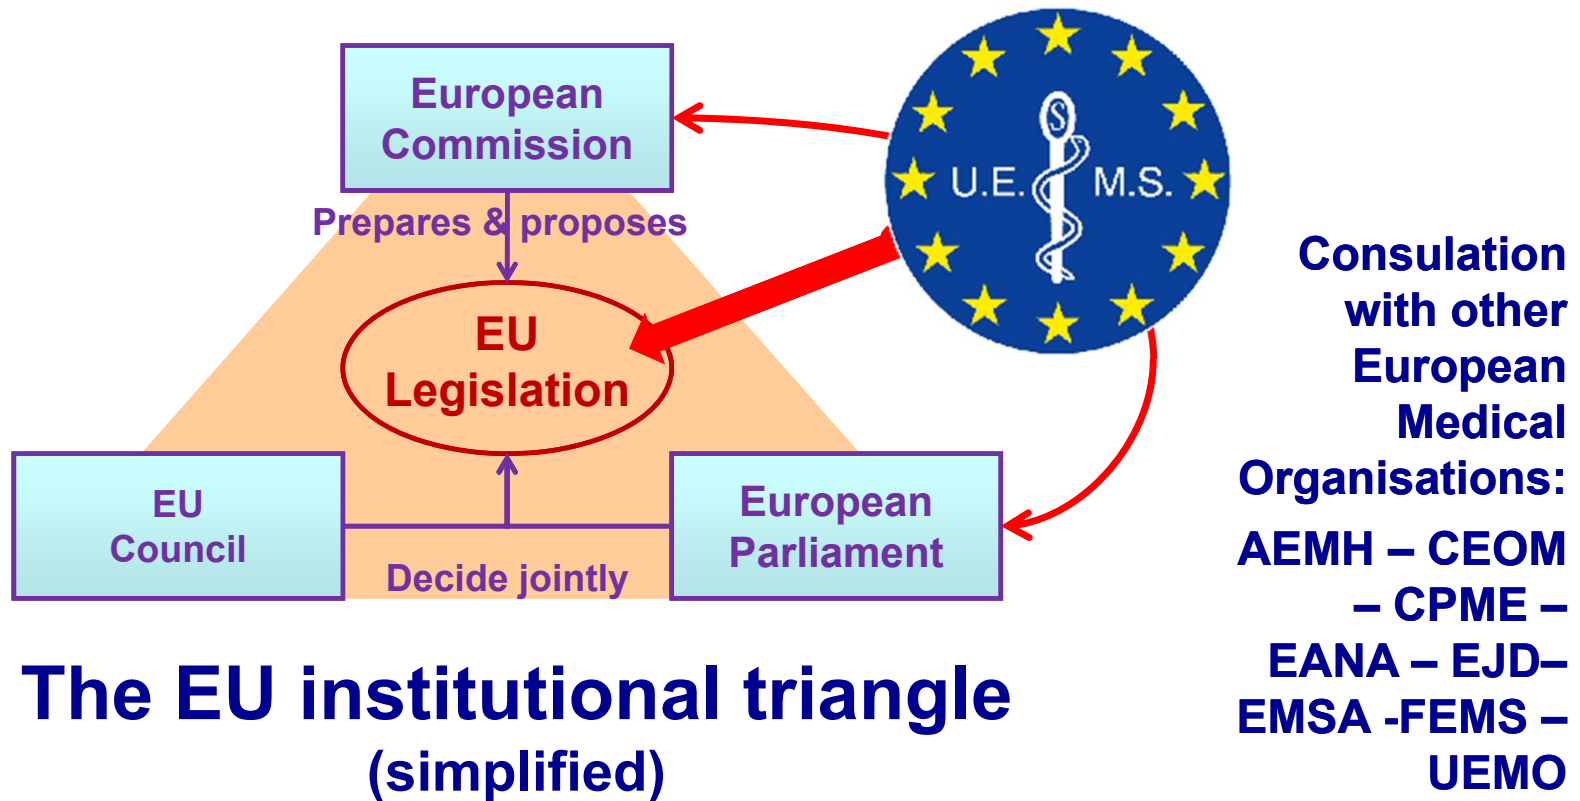 European
Commission
Prepares & proposes
EU
Legislation
EU
Council
European
Parliament
Decide jointly
The EU institutional triangle
(simplified)
S
U.E. M.S.
Consulation
with other
European
Medical
Organisations:
AEMH – CEOM
– CPME –
EANA – EJD–
EMSA -FEMS –
UEMO